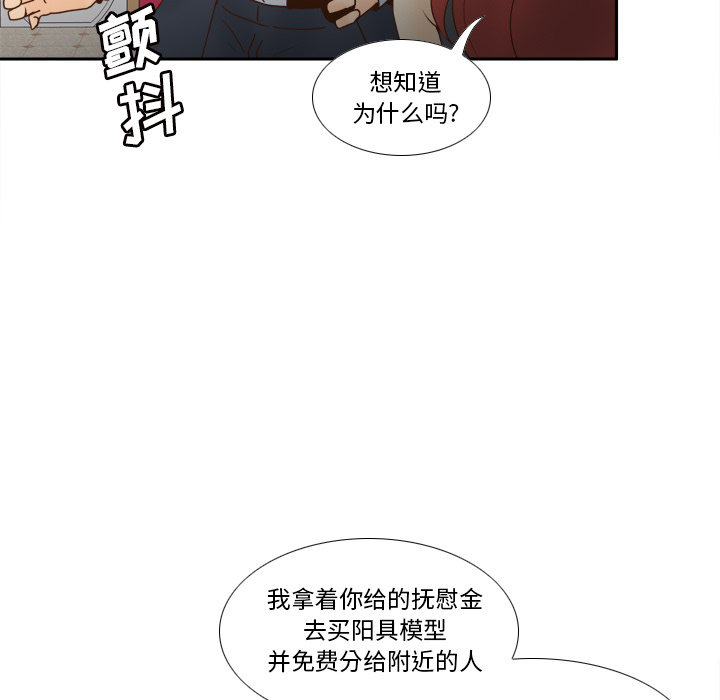 颤
抖
想知道
为什么吗?
我拿着你给的抚慰金
去买阳具模型
并免费分给附近的人